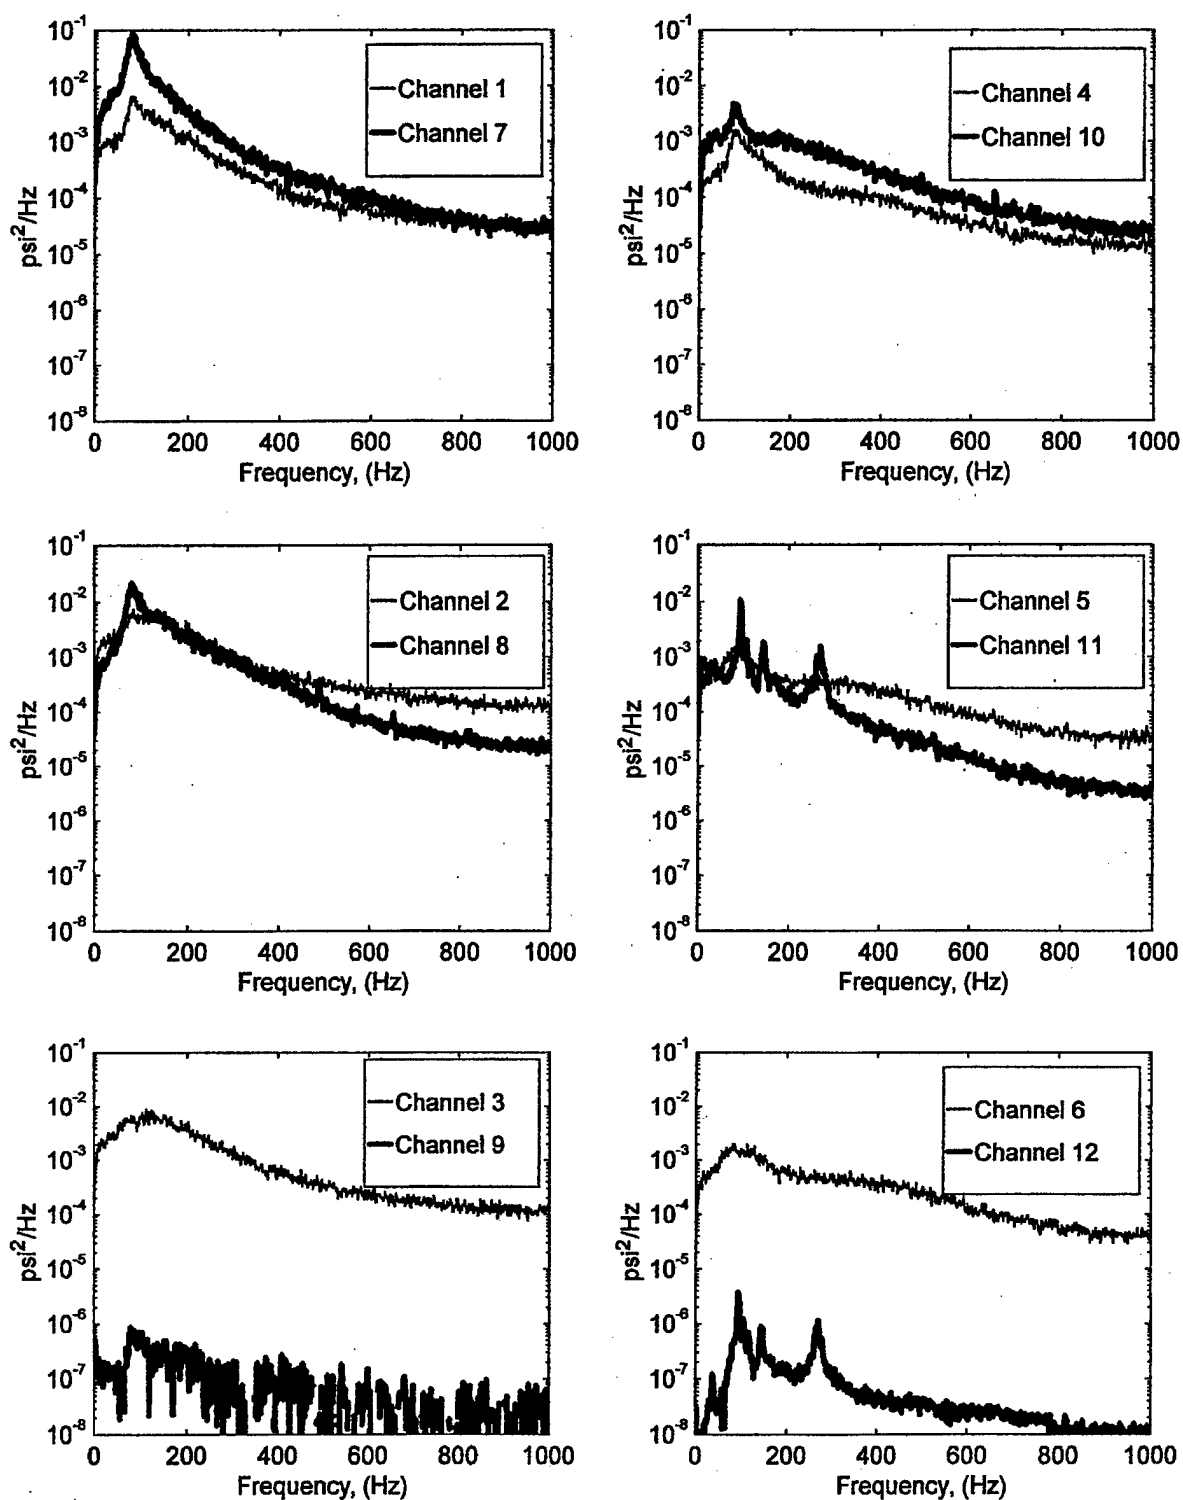 10-1
10-2
10-3
10-4
10-5
10-6
10-7
10-8
psi2/Hz
Channel 1
Channel 7
0 200 400 600 800 1000
Frequency, (Hz)
10-1
10-2
10-3
10-4
10-5
10-6
10-7
10-8
psi2/Hz
Channel 4
Channel 10
0 200 400 600 800 1000
Frequency, (Hz)
10-1
10-2
10-3
10-4
10-5
10-6
10-7
10-8
psi2/Hz
Channel 2
Channel 8
0 200 400 600 800 1000
Frequency, (Hz)
10-1
10-2
10-3
10-4
10-5
10-6
10-7
10-8
psi2/Hz
Channel 5
Channel 11
0 200 400 600 800 1000
Frequency, (Hz)
10-1
10-2
10-3
10-4
10-5
10-6
10-7
10-8
psi2/Hz
Channel 3
Channel 9
0 200 400 600 800 1000
Frequency, (Hz)
10-1
10-2
10-3
10-4
10-5
10-6
10-7
10-8
psi2/Hz
Channel 6
Channel 12
0 200 400 600 800 1000
Frequency, (Hz)